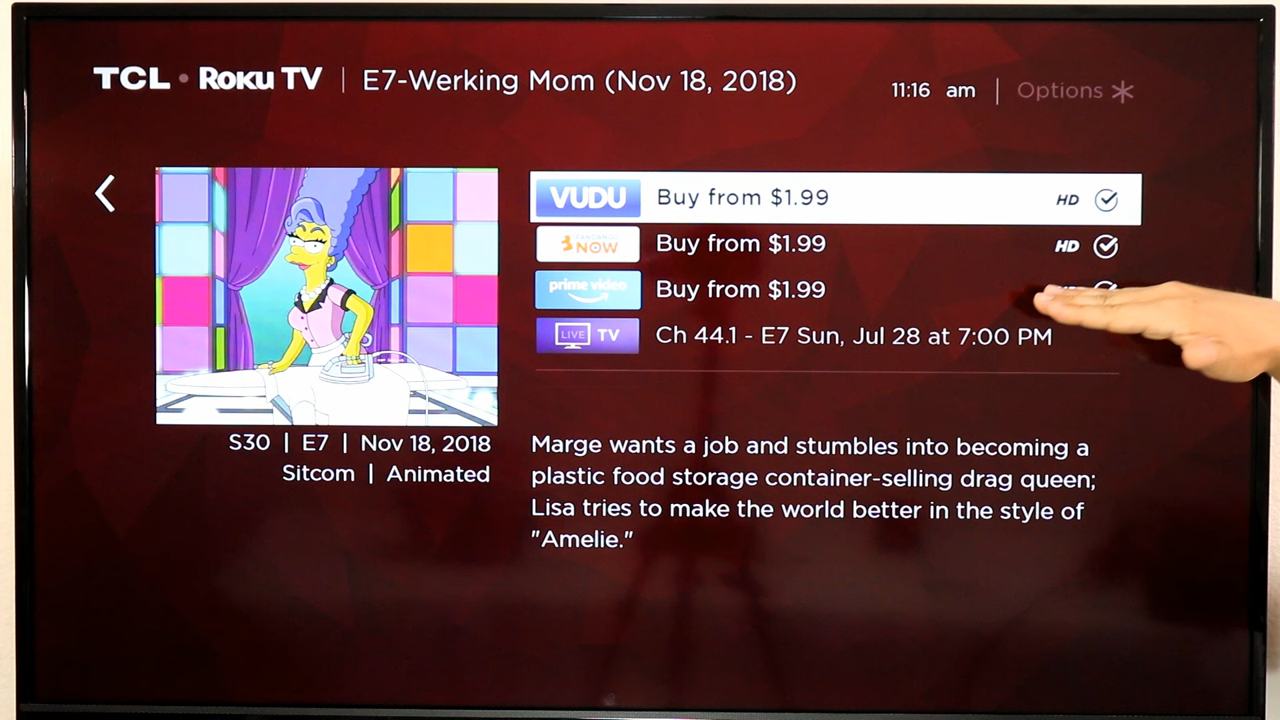 TCL • Roku TV | E7-Werking Mom (Nov 18, 2018)
11:16 am | Options *
VUDU Buy from $1.99 HD
FANDANGO NOW Buy from $1.99 HD
prime video Buy from $1.99
LIVE TV Ch 44.1 - E7 Sun, Jul 28 at 7:00 PM
S30 | E7 | Nov 18, 2018
Sitcom | Animated
Marge wants a job and stumbles into becoming a
plastic food storage container-selling drag queen;
Lisa tries to make the world better in the style of
"Amelie."